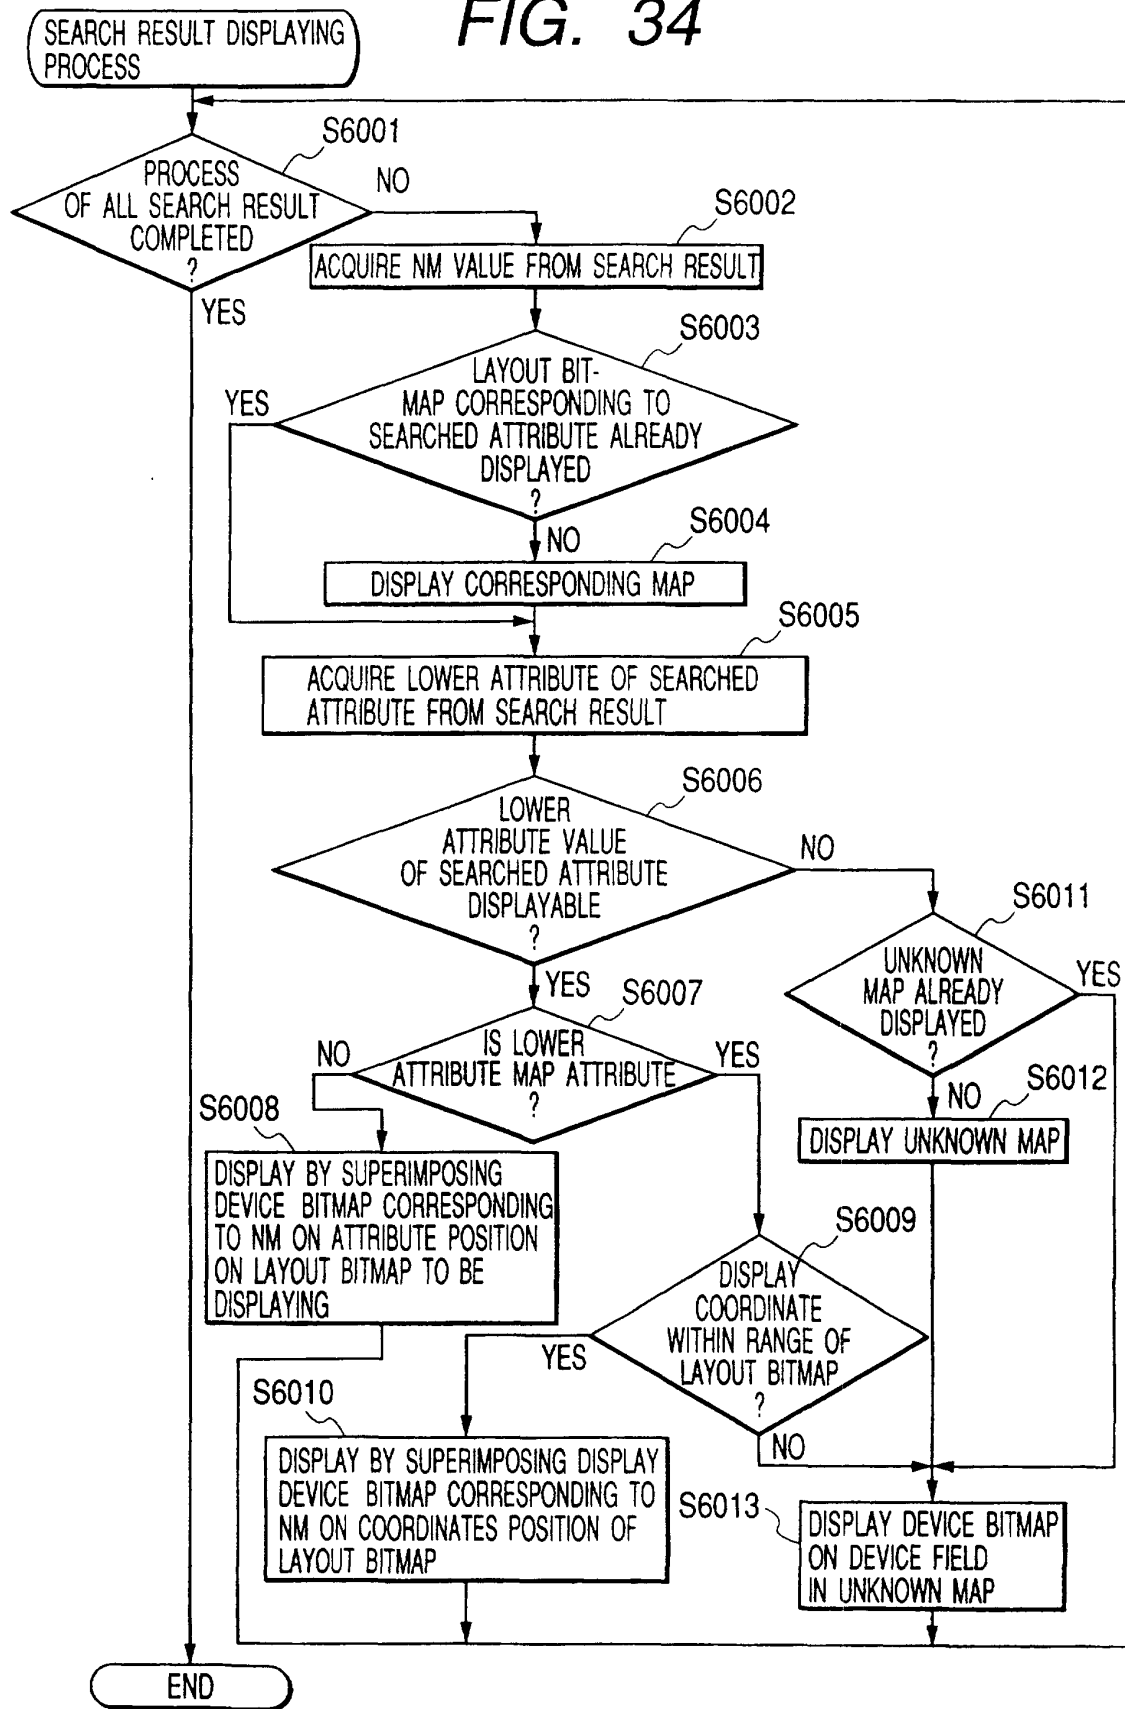 FIG. 34
SEARCH RESULT DISPLAYING
PROCESS
S6001
PROCESS
OF ALL SEARCH RESULT
COMPLETED
?
NO
YES
S6002
ACQUIRE NM VALUE FROM SEARCH RESULT
S6003
LAYOUT BIT-
MAP CORRESPONDING TO
SEARCHED ATTRIBUTE ALREADY
DISPLAYED
?
YES
NO
S6004
DISPLAY CORRESPONDING MAP
S6005
ACQUIRE LOWER ATTRIBUTE OF SEARCHED
ATTRIBUTE FROM SEARCH RESULT
S6006
LOWER
ATTRIBUTE VALUE
OF SEARCHED ATTRIBUTE
DISPLAYABLE
?
NO
YES
S6011
UNKNOWN
MAP ALREADY
DISPLAYED
?
YES
NO
S6007
IS LOWER
ATTRIBUTE MAP ATTRIBUTE
?
NO
YES
S6012
DISPLAY UNKNOWN MAP
S6008
DISPLAY BY SUPERIMPOSING
DEVICE BITMAP CORRESPONDING
TO NM ON ATTRIBUTE POSITION
ON LAYOUT BITMAP TO BE
DISPLAYING
S6009
DISPLAY
COORDINATE
WITHIN RANGE OF
LAYOUT BITMAP
?
YES
NO
S6010
DISPLAY BY SUPERIMPOSING DISPLAY
DEVICE BITMAP CORRESPONDING TO
NM ON COORDINATES POSITION OF
LAYOUT BITMAP
S6013
DISPLAY DEVICE BITMAP
ON DEVICE FIELD
IN UNKNOWN MAP
END